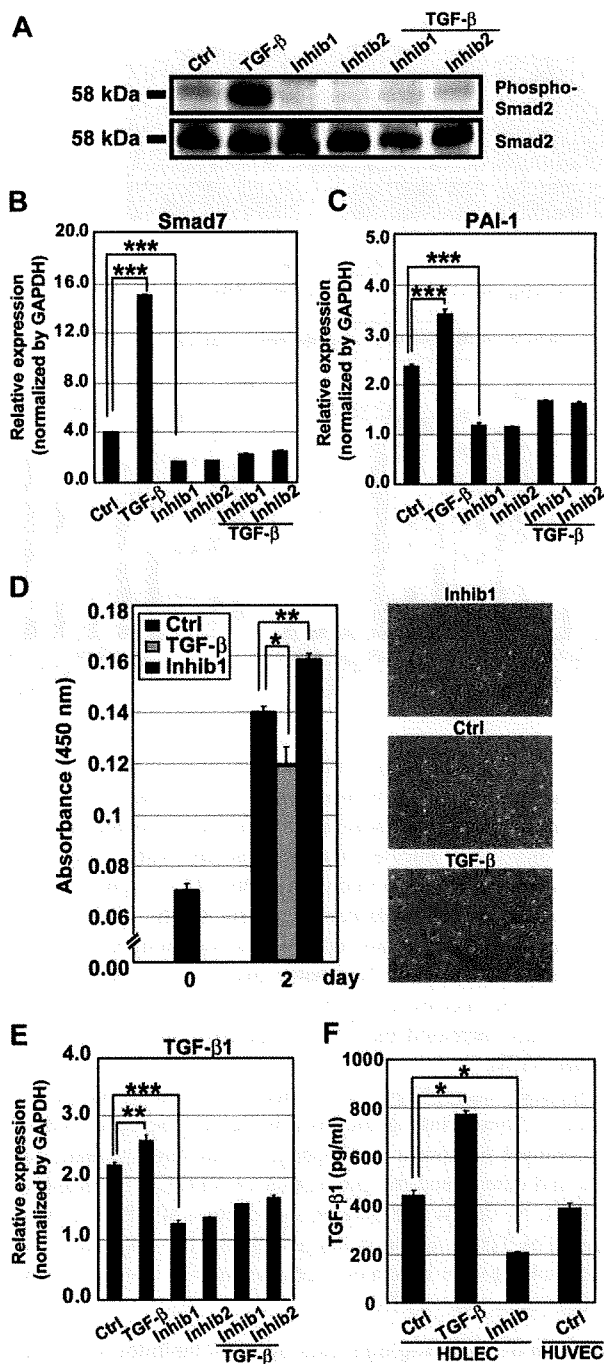 A
Ctrl
TGF-β
Inhib1
Inhib2
TGF-β
Inhib1
Inhib2
58 kDa
Phospho-
Smad2
58 kDa
Smad2
B
Smad7
Relative expression
(normalized by GAPDH)
20.0
16.0
12.0
8.0
4.0
0.0
***
***
Ctrl
TGF-β
Inhib1
Inhib2
Inhib1
Inhib2
TGF-β
C
PAI-1
Relative expression
(normalized by GAPDH)
5.0
4.0
3.0
2.0
1.0
0.0
***
***
Ctrl
TGF-β
Inhib1
Inhib2
Inhib1
Inhib2
TGF-β
D
Absorbance (450 nm)
0.18
0.16
0.14
0.12
0.1
0.08
0.06
0.00
Ctrl
TGF-β
Inhib1
**
*
0
2
day
Inhib1
Ctrl
TGF-β
E
TGF-β1
Relative expression
(normalized by GAPDH)
4.0
3.0
2.0
1.0
0.0
***
**
Ctrl
TGF-β
Inhib1
Inhib2
Inhib1
Inhib2
TGF-β
F
TGF-β1 (pg/ml)
1000
800
600
400
200
0
*
*
Ctrl
TGF-β
Inhib
Ctrl
HDLEC
HUVEC